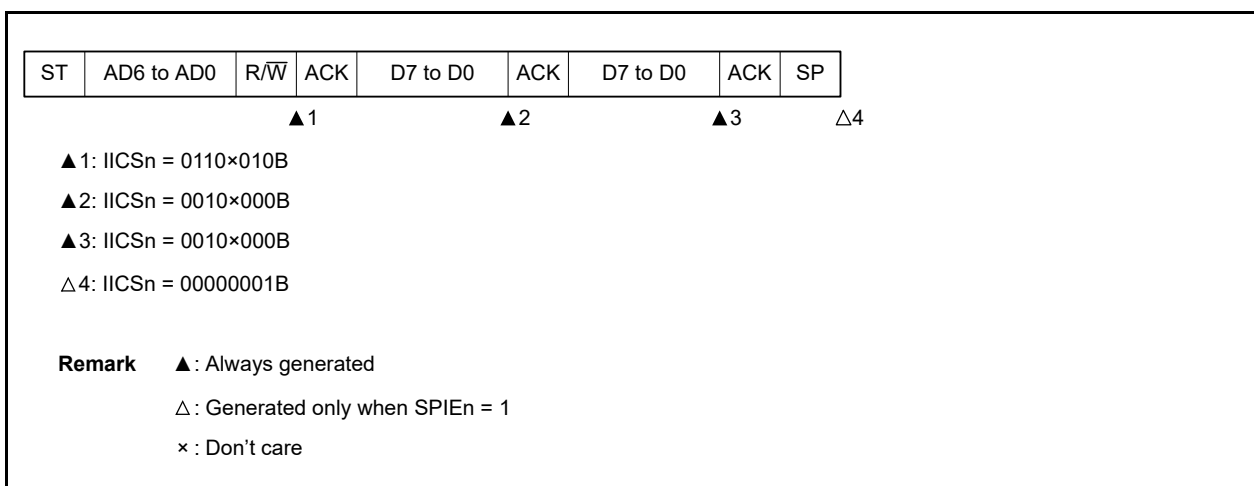 ST AD6 to AD0 R/W̅ ACK D7 to D0 ACK D7 to D0 ACK SP
▲1 ▲2 ▲3 △4
▲1: IICSn = 0110×010B
▲2: IICSn = 0010×000B
▲3: IICSn = 0010×000B
△4: IICSn = 00000001B
Remark ▲: Always generated
△: Generated only when SPIEn = 1
×: Don't care